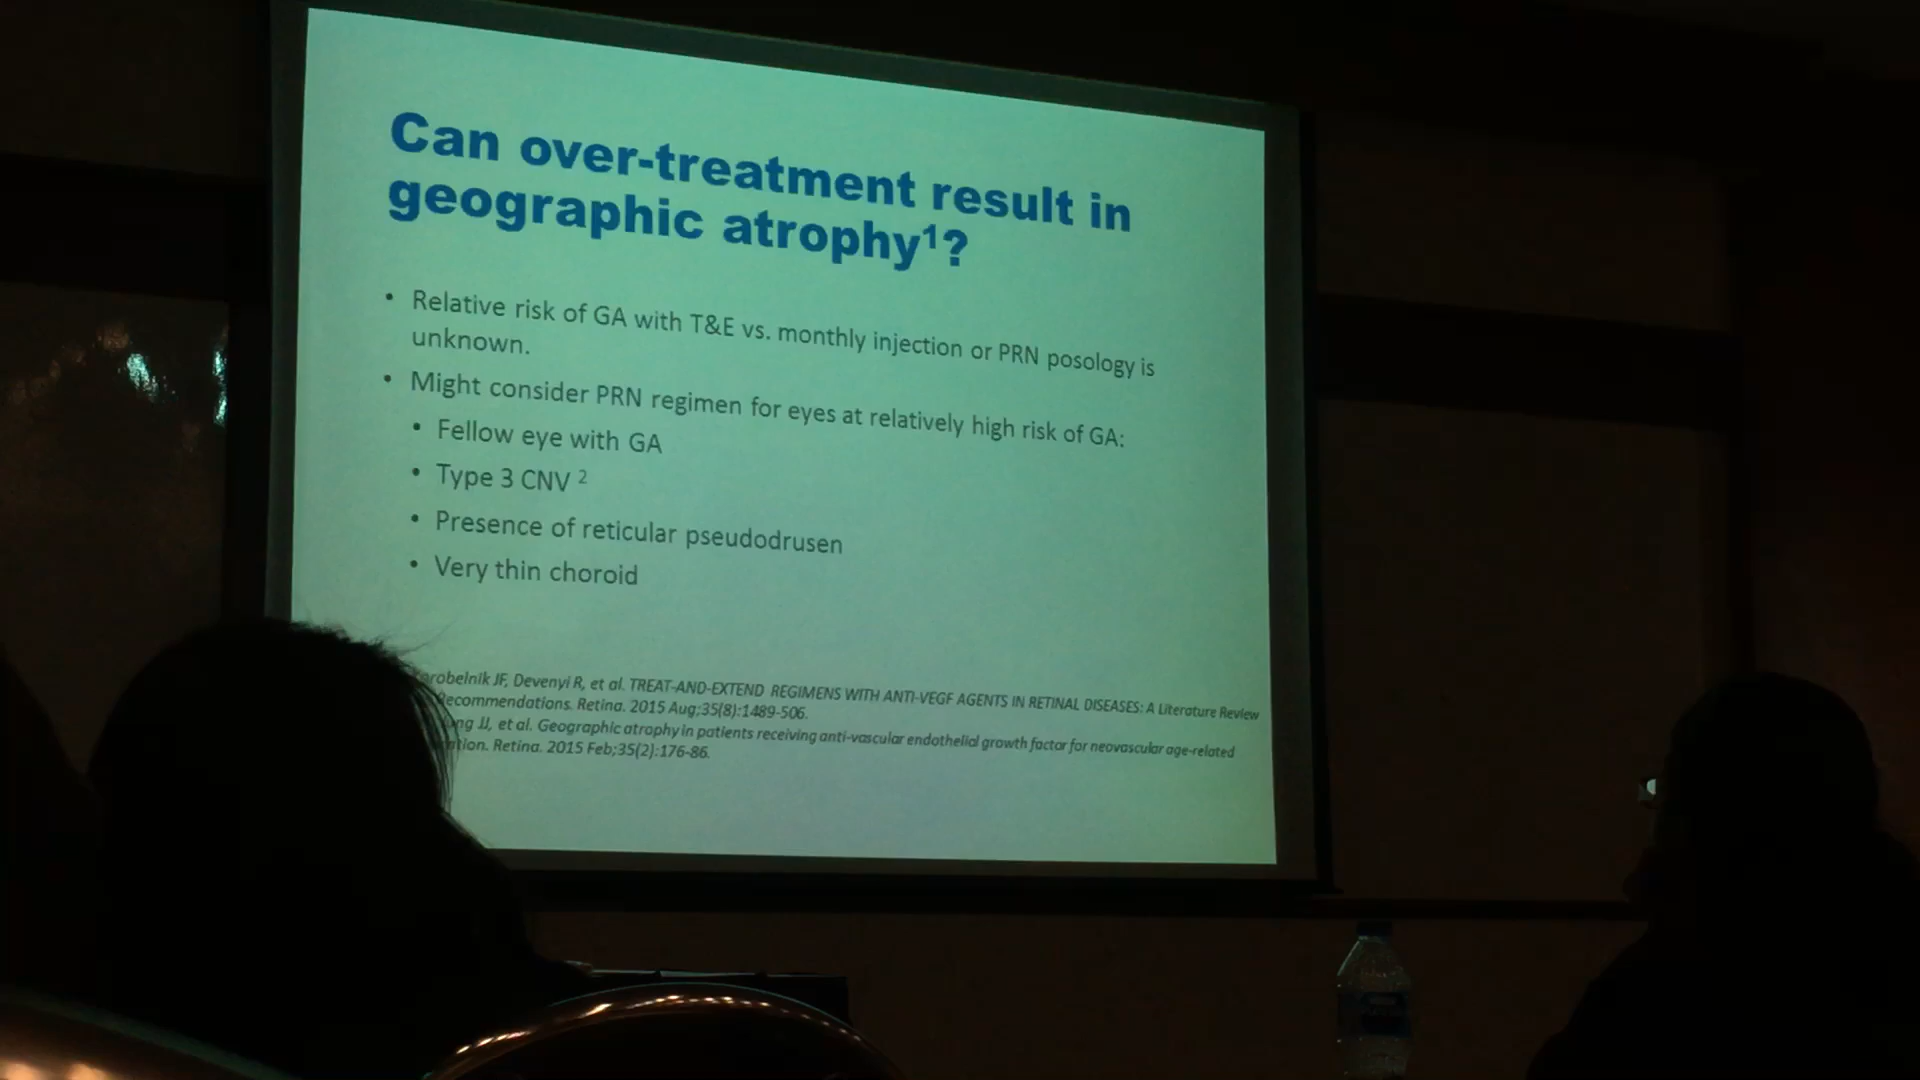 Can over-treatment result in
geographic atrophy¹?
• Relative risk of GA with T&E vs. monthly injection or PRN posology is
unknown.
• Might consider PRN regimen for eyes at relatively high risk of GA:
• Fellow eye with GA
• Type 3 CNV ²
• Presence of reticular pseudodrusen
• Very thin choroid
JF, Devenyi R, et al. TREAT-AND-EXTEND REGIMENS WITH ANTI-VEGF AGENTS IN RETINAL DISEASES: A Literature Review
Recommendations. Retina. 2015 Aug;35(8):1489-506.
JJ, et al. Geographic atrophy in patients receiving anti-vascular endothelial growth factor for neovascular age-related
Retina. 2015 Feb;35(2):176-86.